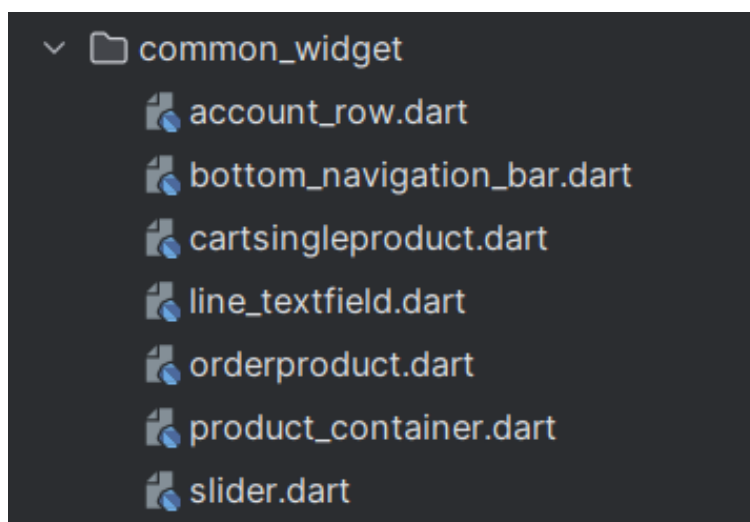 common_widget
account_row.dart
bottom_navigation_bar.dart
cartsingleproduct.dart
line_textfield.dart
orderproduct.dart
product_container.dart
slider.dart